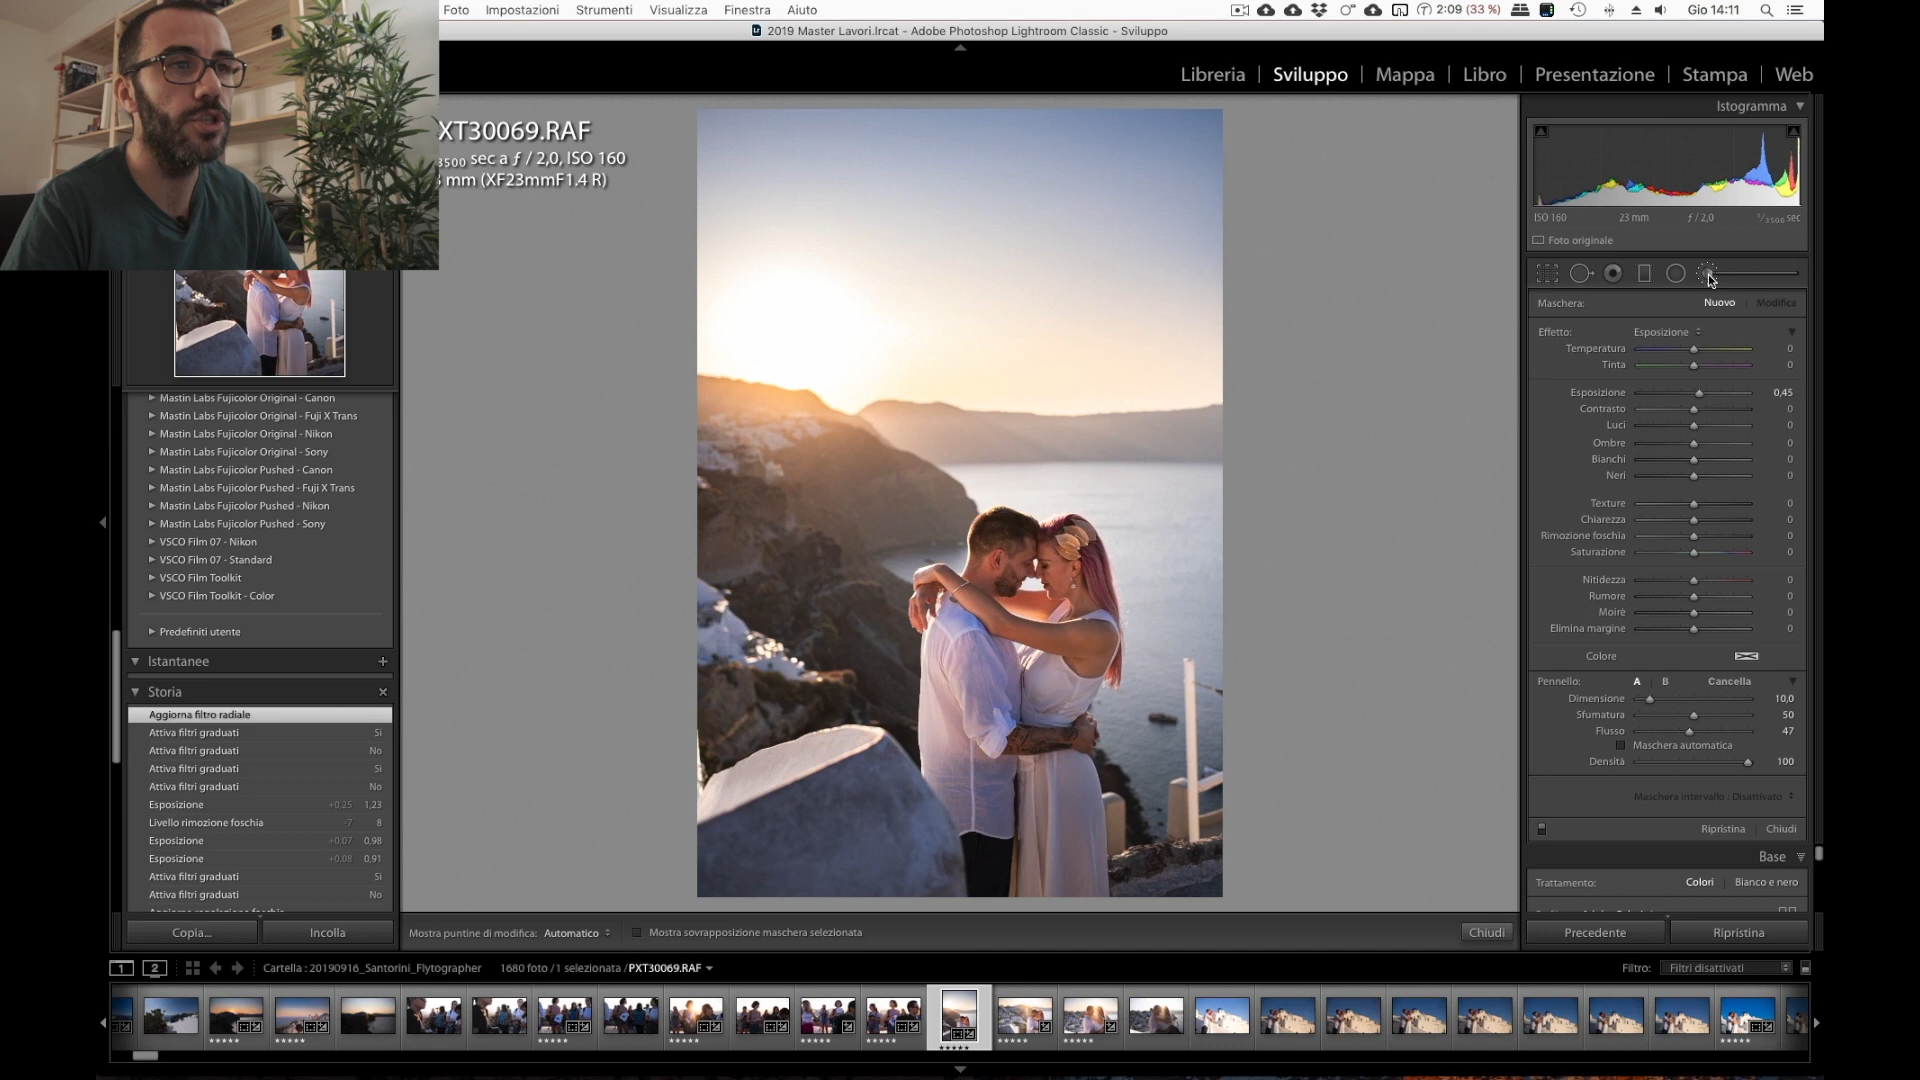 Foto Impostazioni Strumenti Visualizza Finestra Aiuto
2:09 (33 %) Gio 14:11
2019 Master Lavori.lrcat - Adobe Photoshop Lightroom Classic - Sviluppo
Libreria | Sviluppo | Mappa | Libro | Presentazione | Stampa | Web
XT30069.RAF
3500 sec a ƒ / 2,0, ISO 160
mm (XF23mmF1.4 R)
Mastin Labs Fujicolor Original - Canon
Mastin Labs Fujicolor Original - Fuji X Trans
Mastin Labs Fujicolor Original - Nikon
Mastin Labs Fujicolor Original - Sony
Mastin Labs Fujicolor Pushed - Canon
Mastin Labs Fujicolor Pushed - Fuji X Trans
Mastin Labs Fujicolor Pushed - Nikon
Mastin Labs Fujicolor Pushed - Sony
VSCO Film 07 - Nikon
VSCO Film 07 - Standard
VSCO Film Toolkit
VSCO Film Toolkit - Color
Predefiniti utente
Istantanee +
Storia ×
Aggiorna filtro radiale
Attiva filtri graduati Sì
Attiva filtri graduati No
Attiva filtri graduati Sì
Attiva filtri graduati No
Esposizione +0,25 1,23
Livello rimozione foschia -7 8
Esposizione +0,07 0,98
Esposizione +0,08 0,91
Attiva filtri graduati Sì
Attiva filtri graduati No
Copia... Incolla
Istogramma
ISO 160 23 mm ƒ / 2,0 1/3500 sec
Foto originale
Maschera: Nuovo | Modifica
Effetto: Esposizione
Temperatura 0
Tinta 0
Esposizione 0,45
Contrasto 0
Luci 0
Ombre 0
Bianchi 0
Neri 0
Texture 0
Chiarezza 0
Rimozione foschia 0
Saturazione 0
Nitidezza 0
Rumore 0
Moirè 0
Elimina margine 0
Colore
Pennello: A | B Cancella
Dimensione 10,0
Sfumatura 50
Flusso 47
Maschera automatica
Densità 100
Maschera intervallo : Disattivato
Ripristina | Chiudi
Base
Trattamento: Colori | Bianco e nero
Precedente Ripristina
Mostra puntine di modifica: Automatico Mostra sovrapposizione maschera selezionata Chiudi
1 2 Cartella : 20190916_Santorini_Flytographer 1680 foto /1 selezionata /PXT30069.RAF Filtro: Filtri disattivati